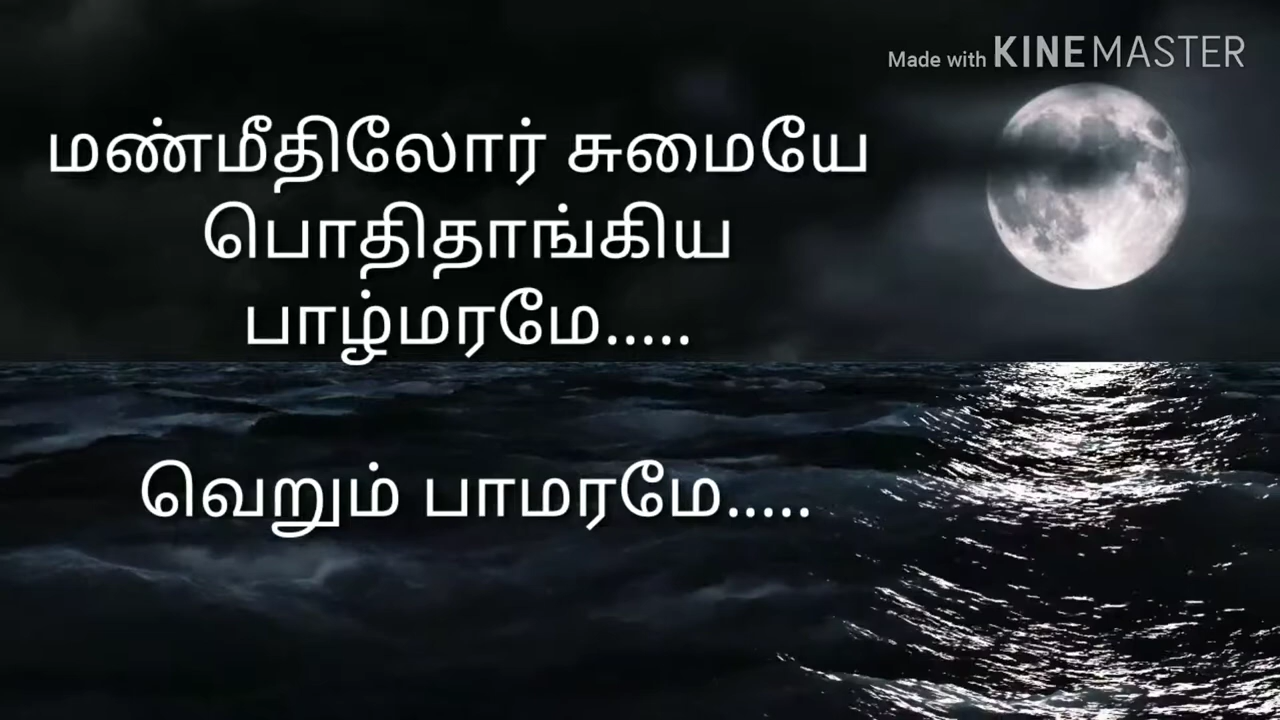 Made with KINEMASTER
மண்மீதிலோர் சுமையே
பொதிதாங்கிய
பாழ்மரமே.....
வெறும் பாமரமே.....